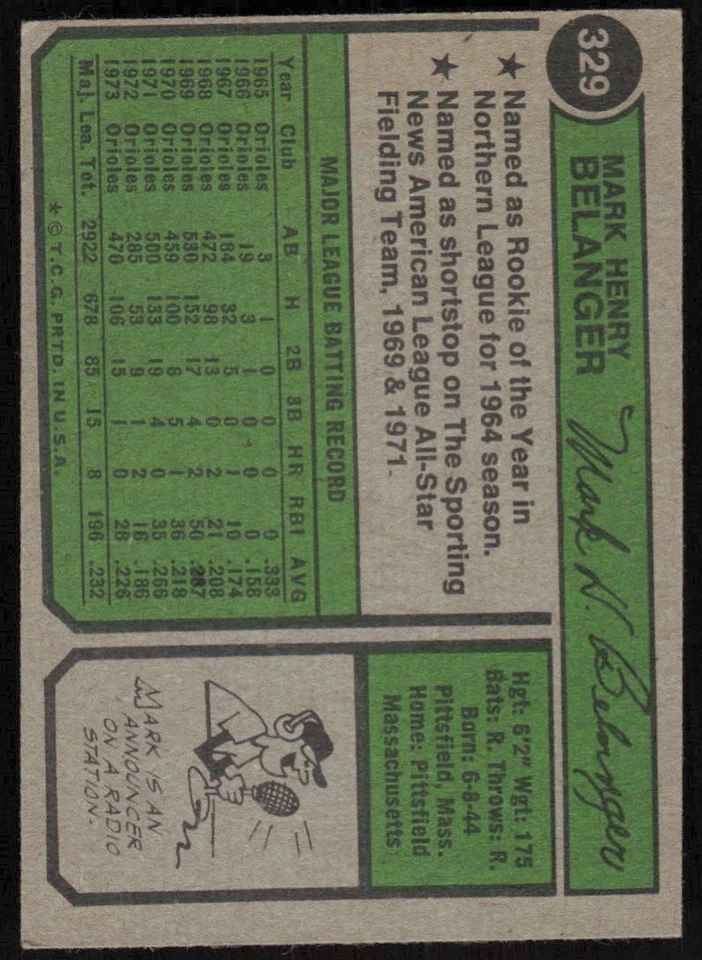 329
MARK HENRY
BELANGER
Mark H. Belanger
★ Named as Rookie of the Year in
Northern League for 1964 season.
★ Named as shortstop on The Sporting
News American League All-Star
Fielding Team, 1969 & 1971.
Hgt: 6'2" Wgt: 175
Bats: R. Throws: R.
Born: 6-8-44
Pittsfield, Mass.
Home: Pittsfield
Massachusetts
MAJOR LEAGUE BATTING RECORD
Year Club AB H 2B 3B HR RBI AVG
1965 Orioles 3 1 0 0 0 0 .333
1966 Orioles 19 3 1 0 0 0 .158
1967 Orioles 184 32 5 0 1 10 .174
1968 Orioles 472 98 13 0 2 21 .208
1969 Orioles 530 152 17 4 2 50 .287
1970 Orioles 459 100 6 5 1 36 .218
1971 Orioles 500 133 19 4 0 35 .266
1972 Orioles 285 53 9 1 2 16 .186
1973 Orioles 470 106 15 1 0 28 .226
Maj. Lea. Tot. 2922 678 85 15 8 196 .232
* © T.C.G. PRTD. IN U.S.A.
MARK IS AN
ANNOUNCER
ON A RADIO
STATION.